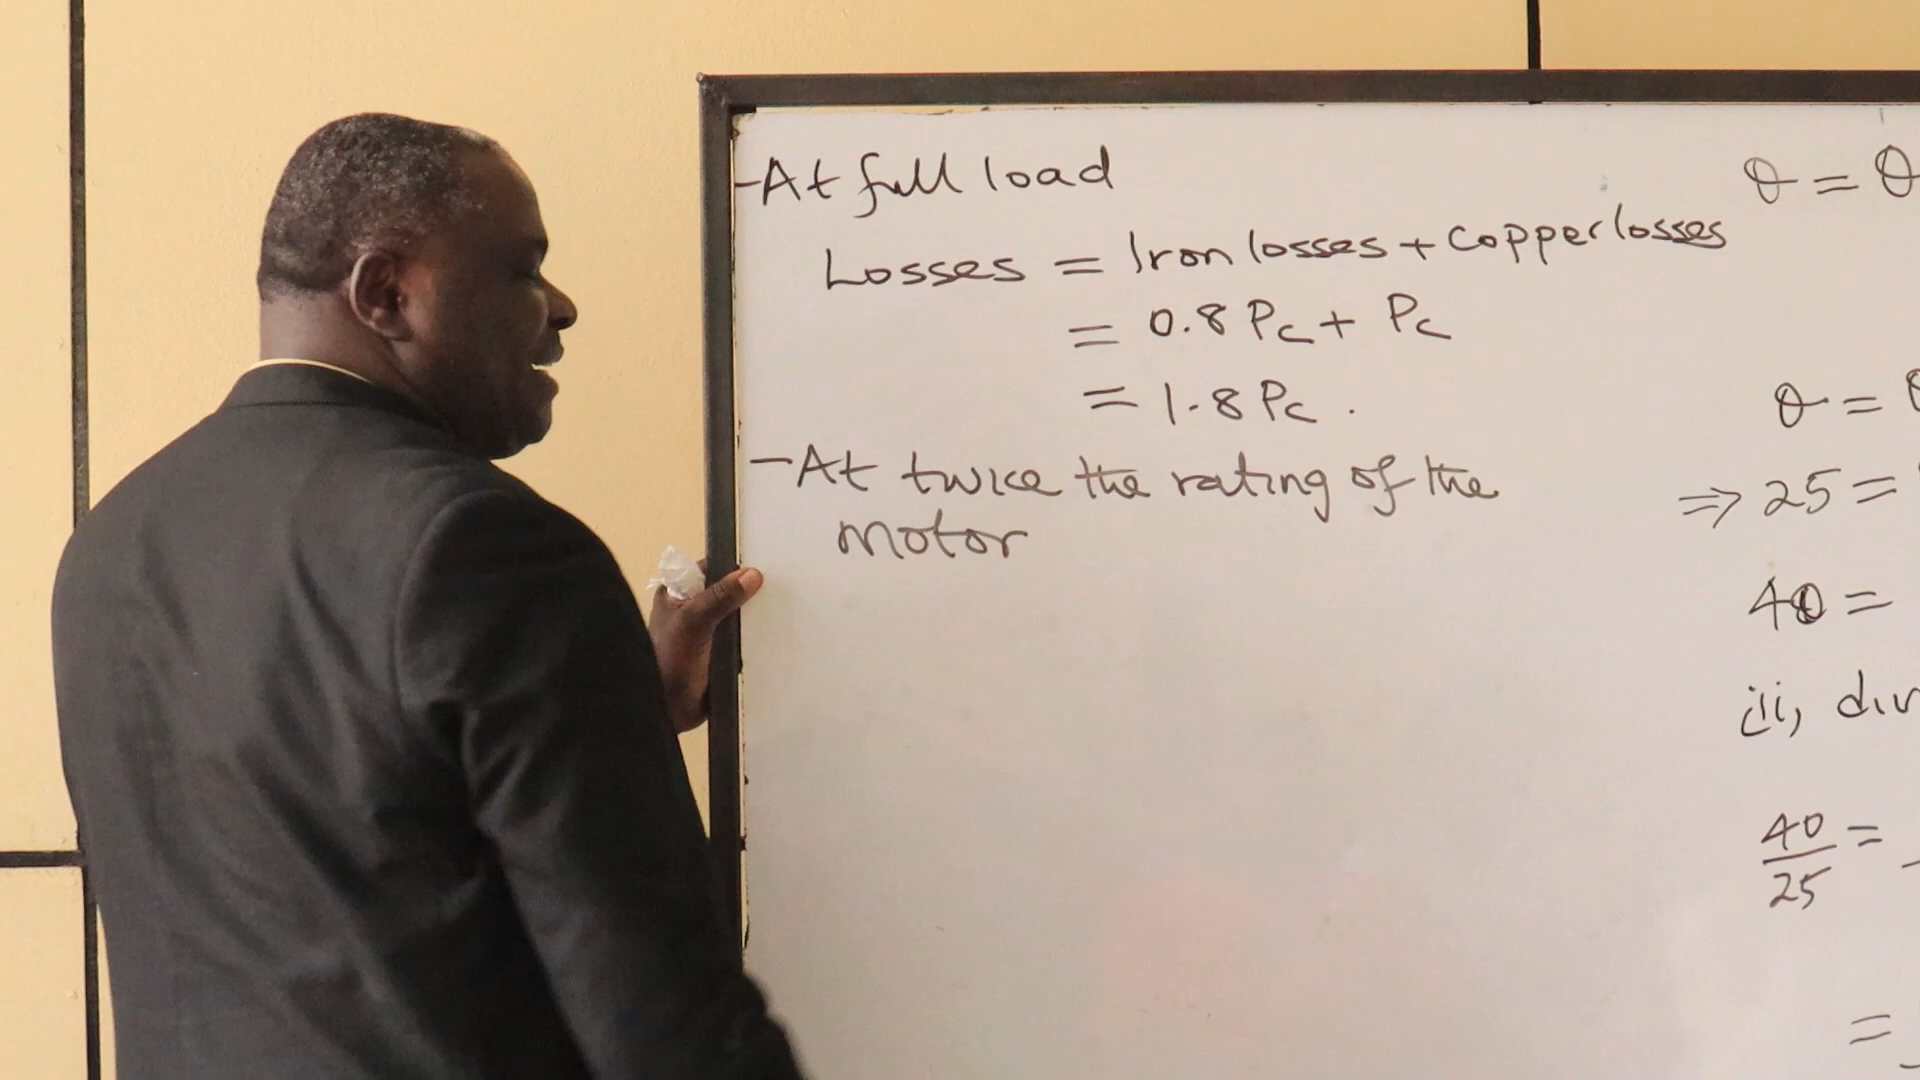 -At full load
Losses = Iron losses + Copper losses
= 0.8 Pc + Pc
= 1.8 Pc.
-At twice the rating of the
motor
θ = θ
θ = θ
⇒ 25 =
40 =
iii, div
40/25 =
=